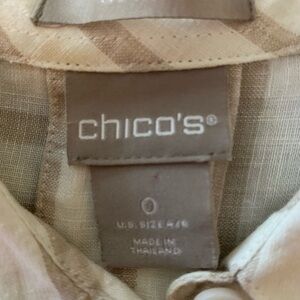 chico's®
0
U.S. SIZE 4/6
MADE IN
THAILAND